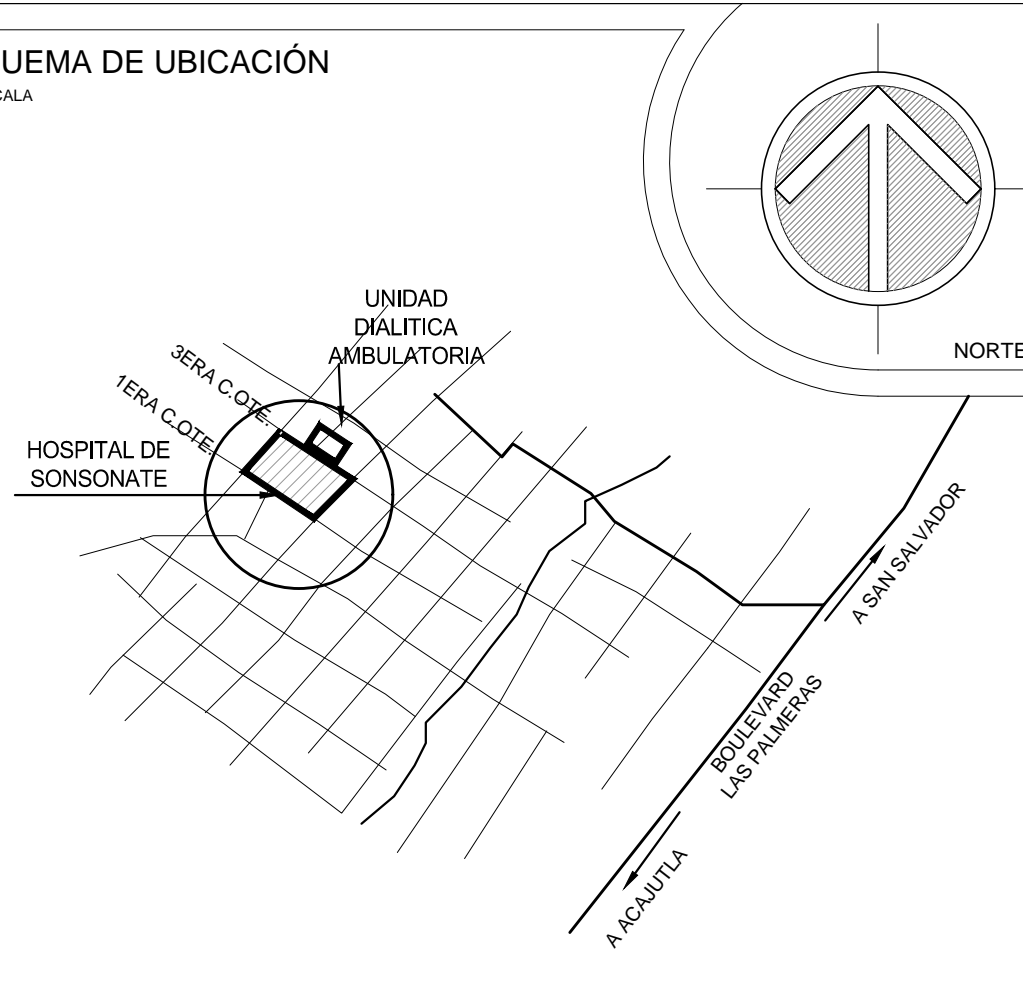 UEMA DE UBICACIÓN
CALA
NORTE
UNIDAD
DIALITICA
AMBULATORIA
3ERA C.OTE.
1ERA C.OTE.
HOSPITAL DE
SONSONATE
A SAN SALVADOR
BOULEVARD
LAS PALMERAS
A ACAJUTLA